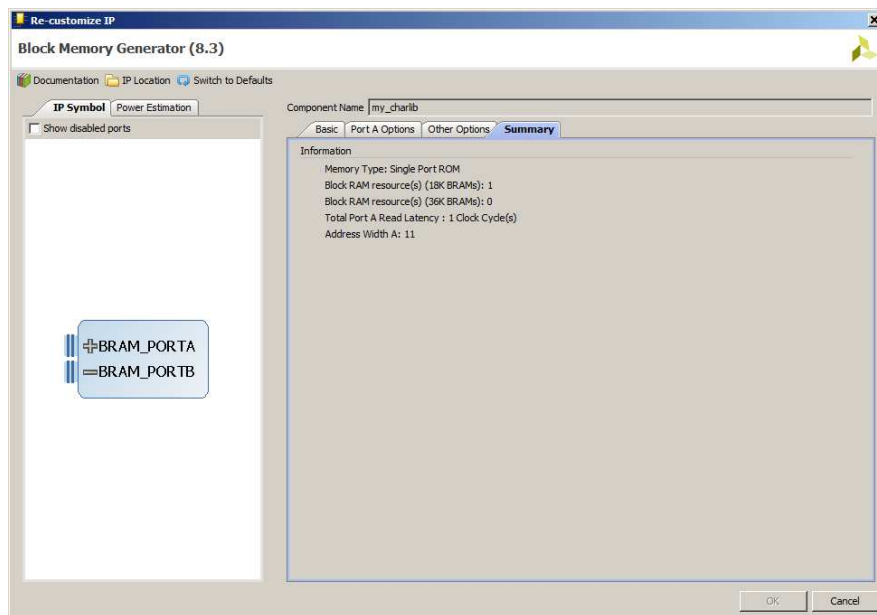 Re-customize IP
Block Memory Generator (8.3)
Documentation IP Location Switch to Defaults
IP Symbol Power Estimation
Show disabled ports
BRAM_PORTA
BRAM_PORTB
Component Name my_charlib
Basic Port A Options Other Options Summary
Information
Memory Type: Single Port ROM
Block RAM resource(s) (18K BRAMs): 1
Block RAM resource(s) (36K BRAMs): 0
Total Port A Read Latency : 1 Clock Cycle(s)
Address Width A: 11
OK Cancel